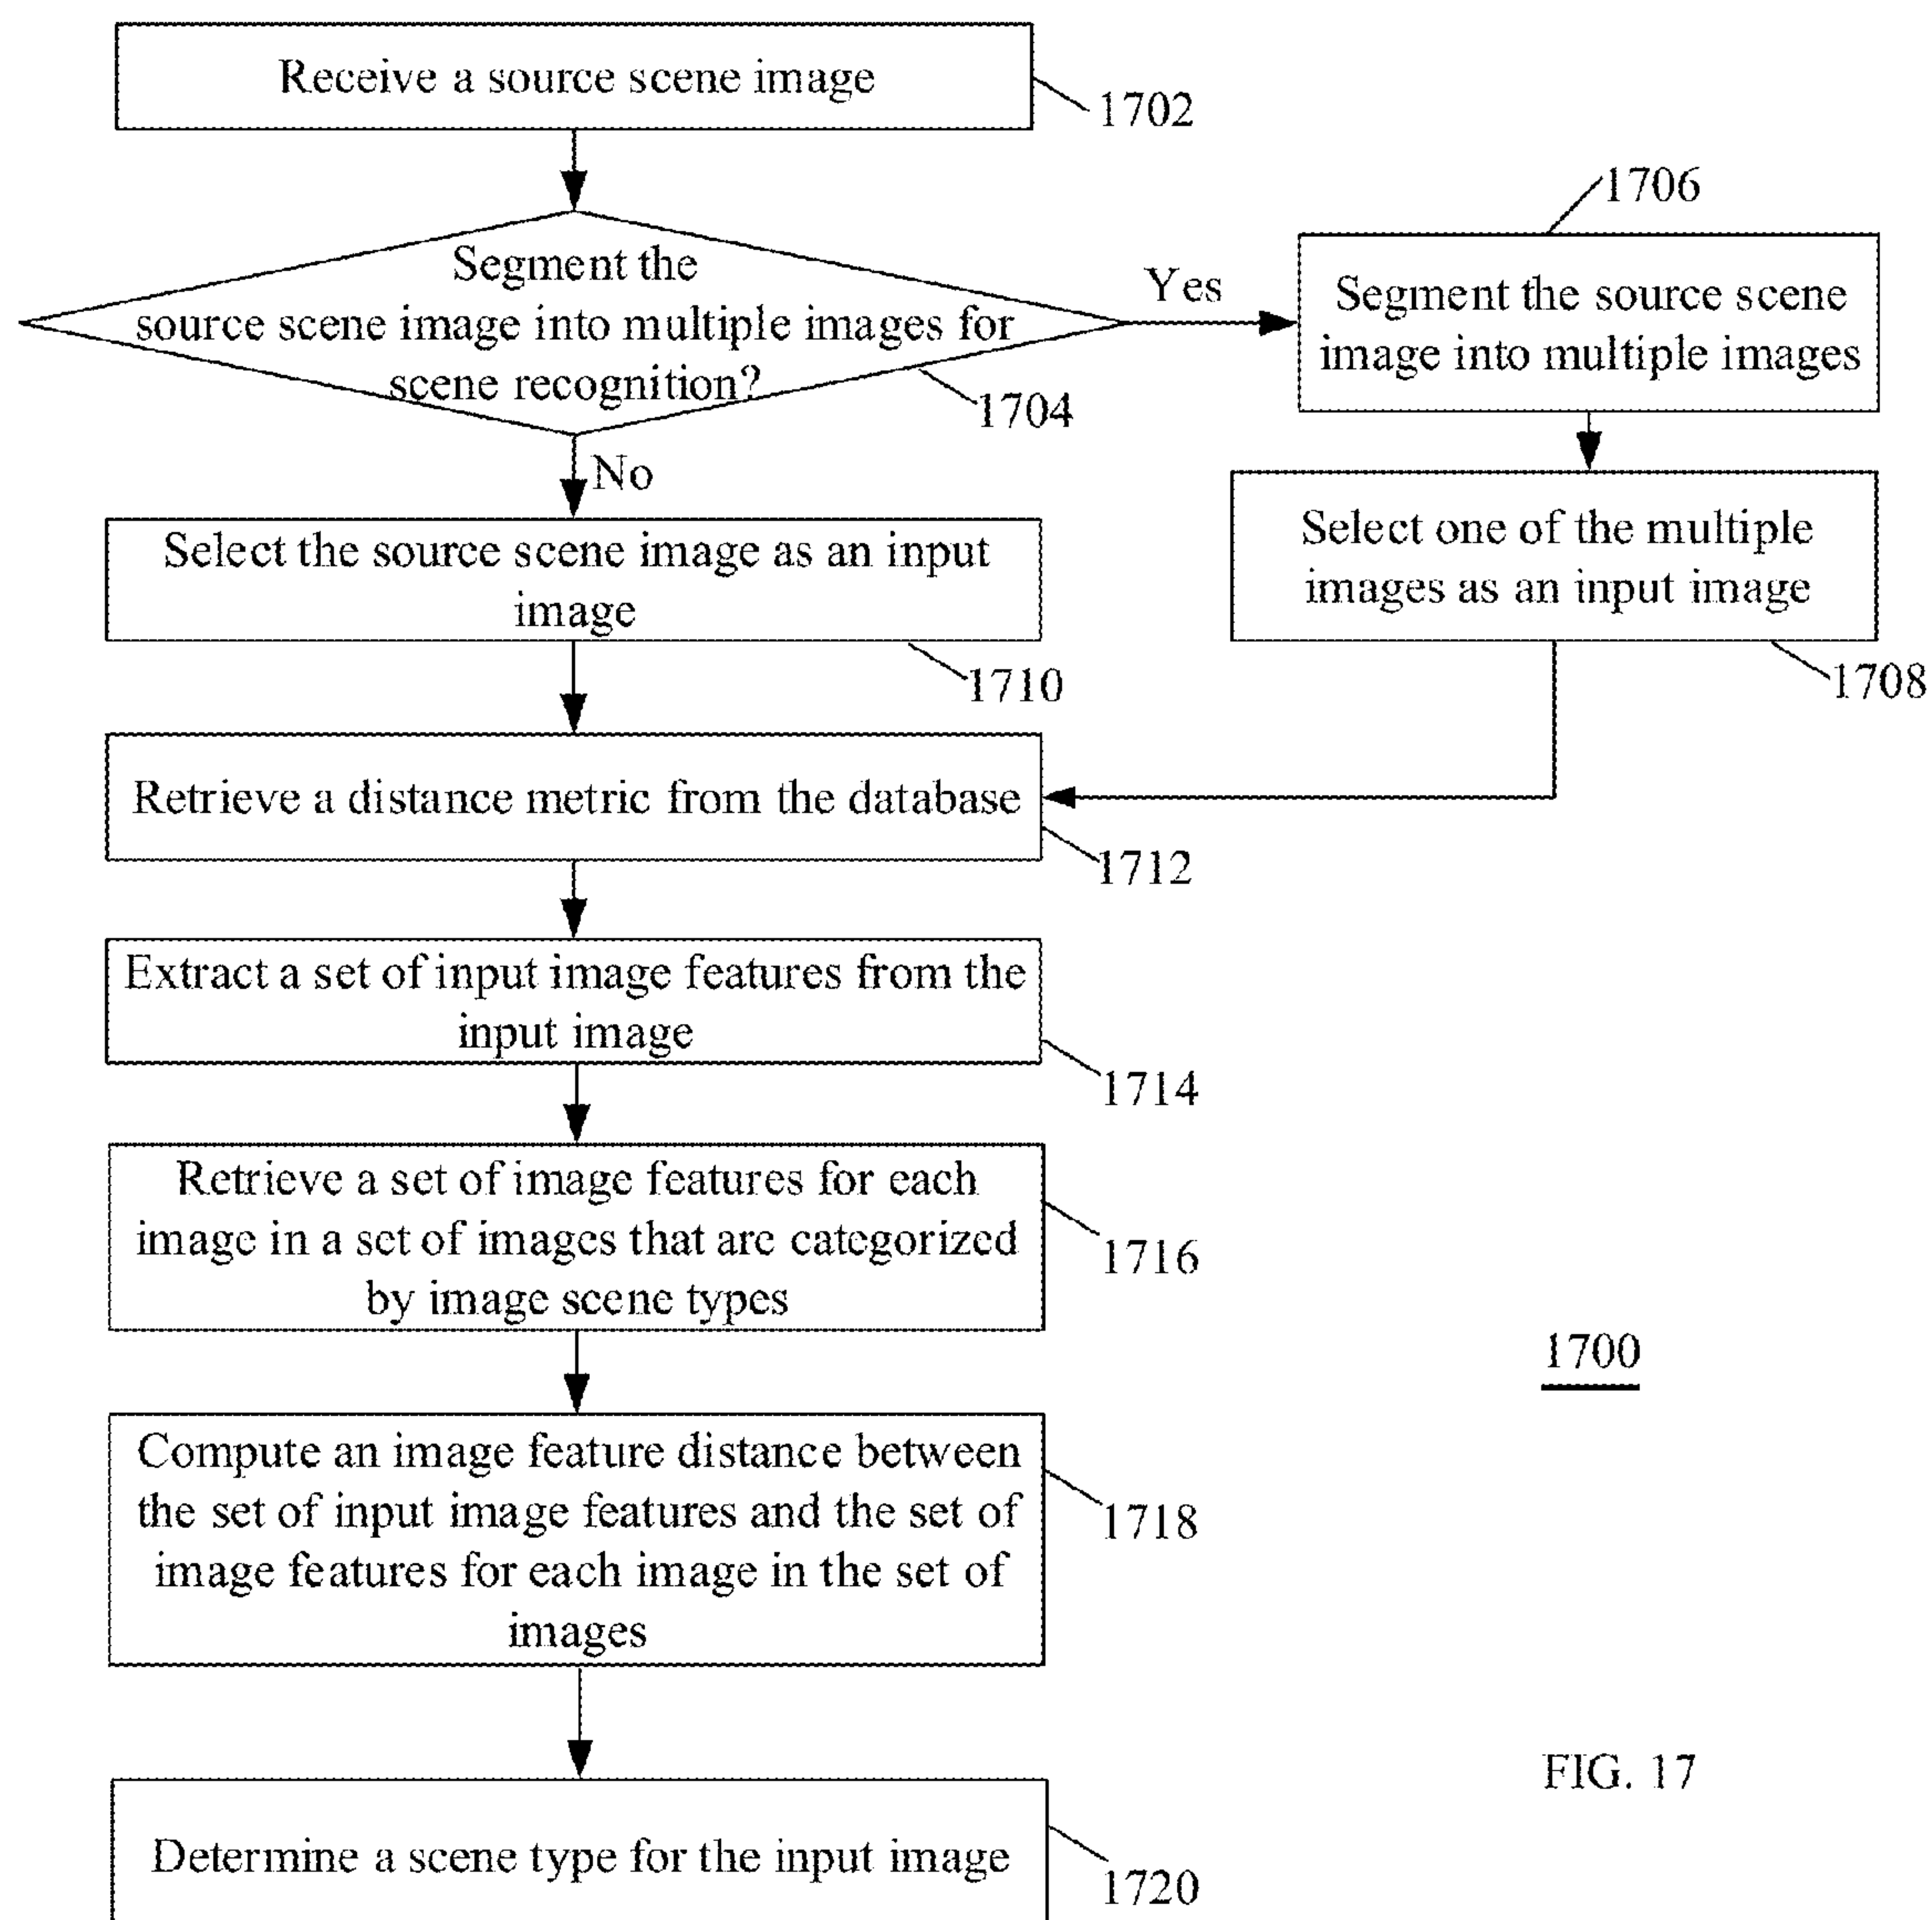 Receive a source scene image
1702
Segment the
source scene image into multiple images for
scene recognition?
1704
Yes
1706
Segment the source scene
image into multiple images
No
Select the source scene image as an input
image
1710
Select one of the multiple
images as an input image
1708
Retrieve a distance metric from the database
1712
Extract a set of input image features from the
input image
1714
Retrieve a set of image features for each
image in a set of images that are categorized
by image scene types
1716
Compute an image feature distance between
the set of input image features and the set of
image features for each image in the set of
images
1718
Determine a scene type for the input image
1720
1700
FIG. 17